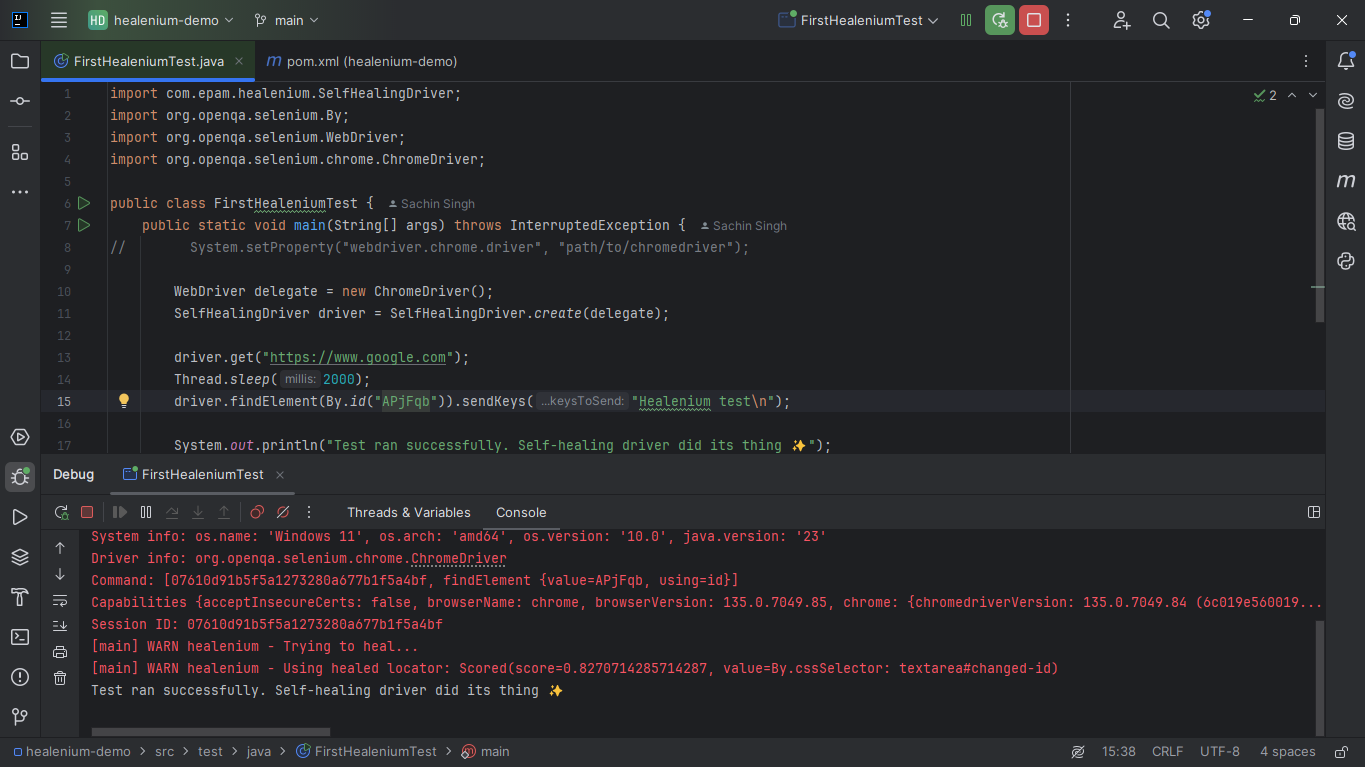 HD healenium-demo main FirstHealeniumTest
FirstHealeniumTest.java m pom.xml (healenium-demo)
1 import com.epam.healenium.SelfHealingDriver; 2
2 import org.openqa.selenium.By;
3 import org.openqa.selenium.WebDriver;
4 import org.openqa.selenium.chrome.ChromeDriver;
5
6 public class FirstHealeniumTest { Sachin Singh
7 public static void main(String[] args) throws InterruptedException { Sachin Singh
8 // System.setProperty("webdriver.chrome.driver", "path/to/chromedriver");
9
10 WebDriver delegate = new ChromeDriver();
11 SelfHealingDriver driver = SelfHealingDriver.create(delegate);
12
13 driver.get("https://www.google.com");
14 Thread.sleep( millis: 2000);
15 driver.findElement(By.id("APjFqb")).sendKeys( ...keysToSend: "Healenium test\n");
16
17 System.out.println("Test ran successfully. Self-healing driver did its thing ✨");
Debug FirstHealeniumTest
Threads & Variables Console
System info: os.name: 'Windows 11', os.arch: 'amd64', os.version: '10.0', java.version: '23'
Driver info: org.openqa.selenium.chrome.ChromeDriver
Command: [07610d91b5f5a1273280a677b1f5a4bf, findElement {value=APjFqb, using=id}]
Capabilities {acceptInsecureCerts: false, browserName: chrome, browserVersion: 135.0.7049.85, chrome: {chromedriverVersion: 135.0.7049.84 (6c019e560019...
Session ID: 07610d91b5f5a1273280a677b1f5a4bf
[main] WARN healenium - Trying to heal...
[main] WARN healenium - Using healed locator: Scored(score=0.8270714285714287, value=By.cssSelector: textarea#changed-id)
Test ran successfully. Self-healing driver did its thing ✨
healenium-demo > src > test > java > FirstHealeniumTest > main 15:38 CRLF UTF-8 4 spaces